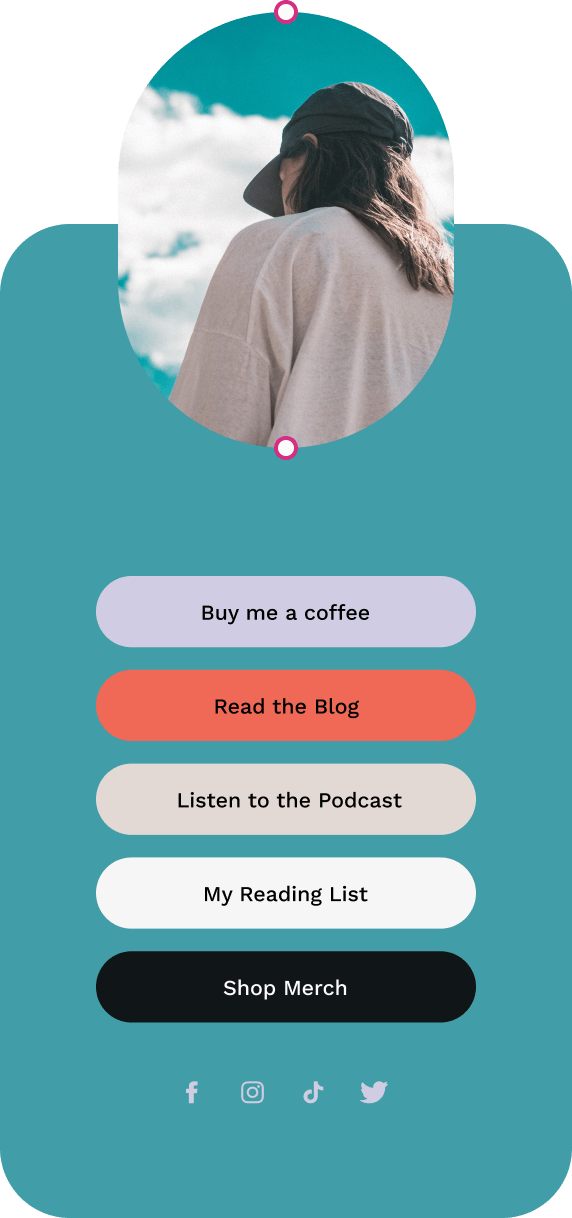 Buy me a coffee
Read the Blog
Listen to the Podcast
My Reading List
Shop Merch